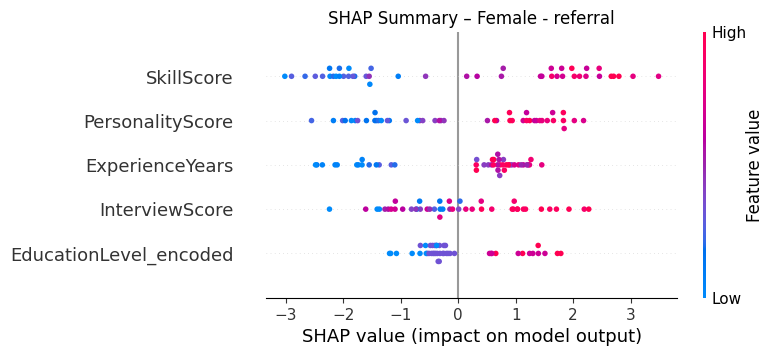 SHAP Summary – Female - referral
High
SkillScore
PersonalityScore
ExperienceYears
InterviewScore
EducationLevel_encoded
Feature value
Low
−3 −2 −1 0 1 2 3
SHAP value (impact on model output)